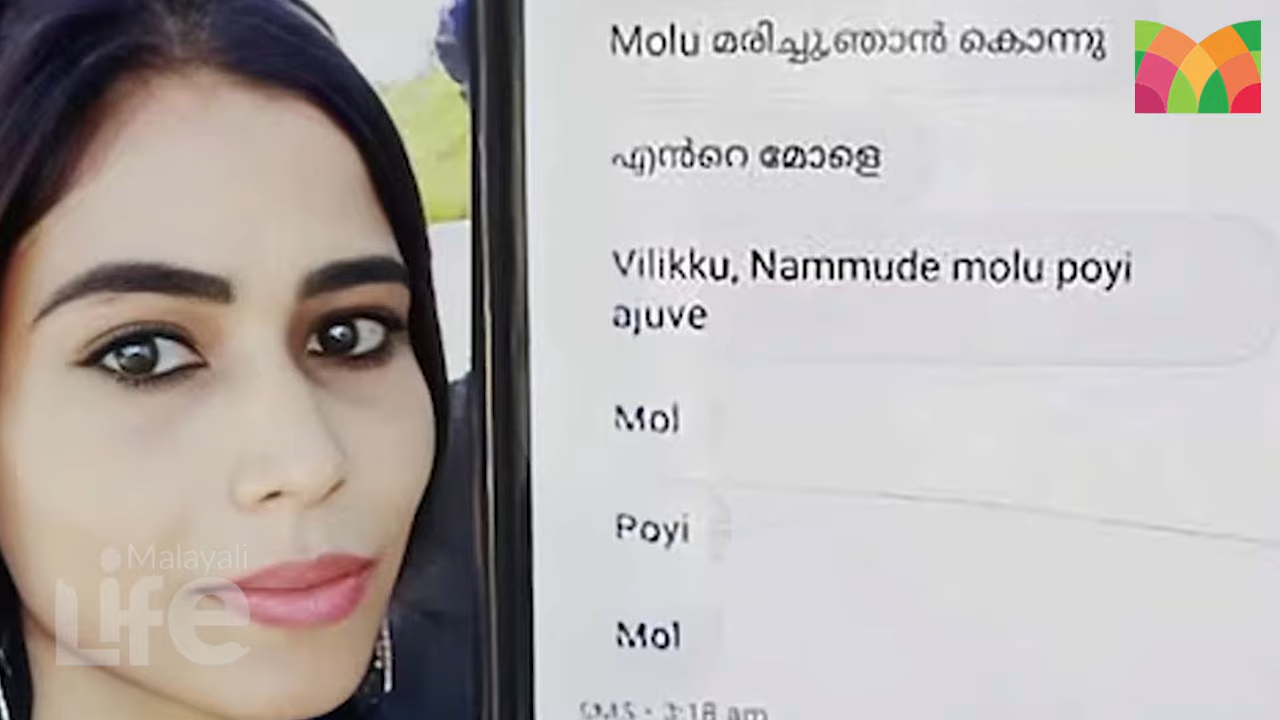 Molu മരിച്ചു,ഞാൻ കൊന്നു
എൻറെ മോളെ
Vilikku, Nammude molu poyi
ajuve
Mol
Poyi
Mol
SMS · 3:18 am
Malayali
Life